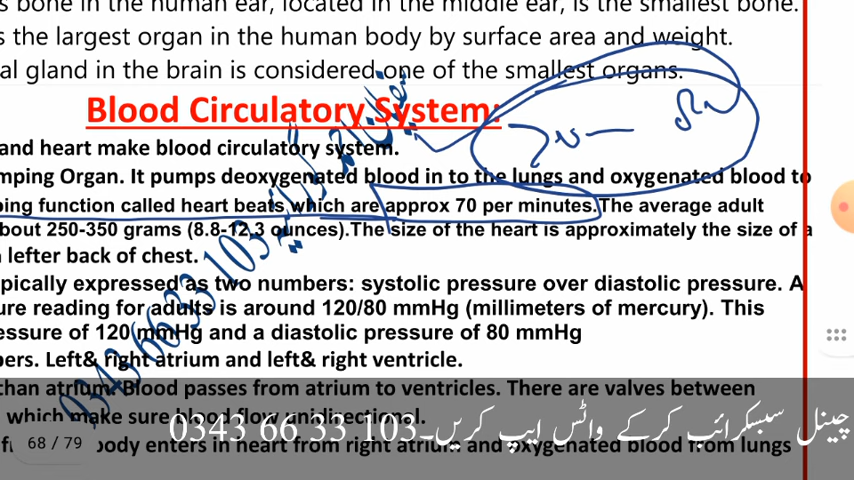 s bone in the human ear, located in the middle ear, is the smallest bone.
s the largest organ in the human body by surface area and weight.
al gland in the brain is considered one of the smallest organs.
Blood Circulatory System:
and heart make blood circulatory system.
mping Organ. It pumps deoxygenated blood in to the lungs and oxygenated blood to
ping function called heart beats which are approx 70 per minutes. The average adult
bout 250-350 grams (8.8-12.3 ounces).The size of the heart is approximately the size of a
lefter back of chest.
pically expressed as two numbers: systolic pressure over diastolic pressure. A
ure reading for adults is around 120/80 mmHg (millimeters of mercury). This
essure of 120 mmHg and a diastolic pressure of 80 mmHg
bers. Left& right atrium and left& right ventricle.
than atrium. Blood passes from atrium to ventricles. There are valves between
which make sure blood flow unidirectional.
body enters in heart from right atrium and oxygenated blood from lungs
0343 66 33 103
چینل سبسکرائب کرکے واٹس ایپ کریں۔103 33 66 0343
68 / 79